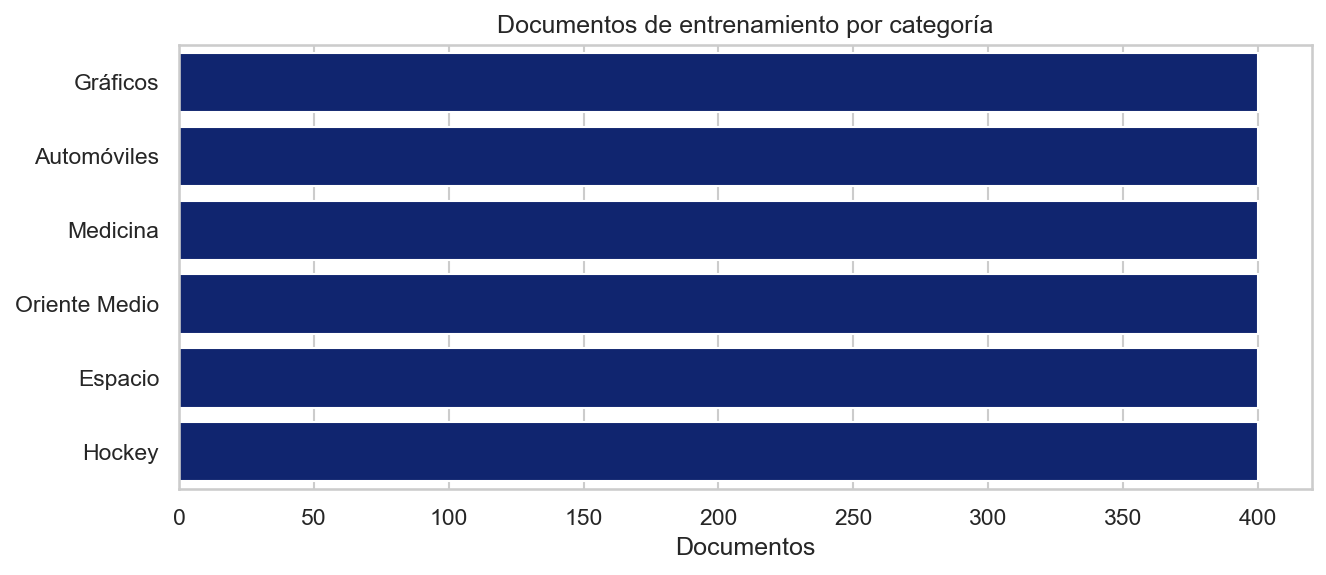 Documentos de entrenamiento por categoría
Gráficos
Automóviles
Medicina
Oriente Medio
Espacio
Hockey
0 50 100 150 200 250 300 350 400
Documentos